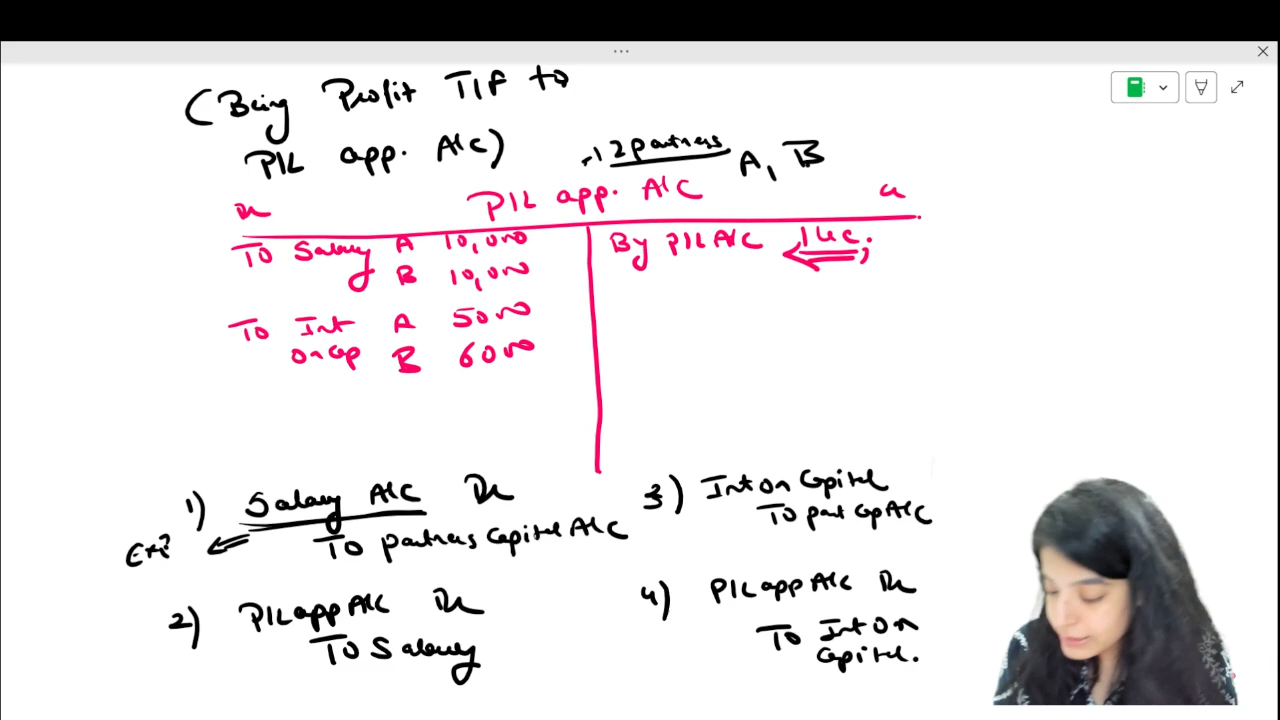 (Being Profit T/F to
P/L app. A/C)
→ 2 partners A, B
Dr P/L app. A/C Cr
To Salary A 10,000
B 10,000
To Int A 5000
on Cap B 6000
By P/L A/C 1 Lac.
1) Salary A/C Dr
To partners Capital A/C
2) P/L app A/C Dr
To Salary
3) Int on Capital
To part Cap A/C
4) P/L app A/C Dr
To Int On
Capital.